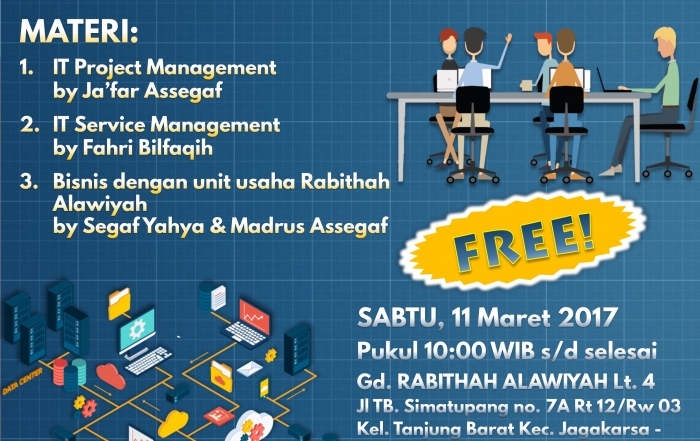 MATERI:
1. IT Project Management
by Ja'far Assegaf
2. IT Service Management
by Fahri Bilfaqih
3. Bisnis dengan unit usaha Rabithah
Alawiyah
by Segaf Yahya & Madrus Assegaf
FREE!
DATA CENTER
SABTU, 11 Maret 2017
Pukul 10:00 WIB s/d selesai
Gd. RABITHAH ALAWIYAH Lt. 4
Jl TB. Simatupang no. 7A Rt 12/Rw 03
Kel. Tanjung Barat Kec. Jagakarsa -